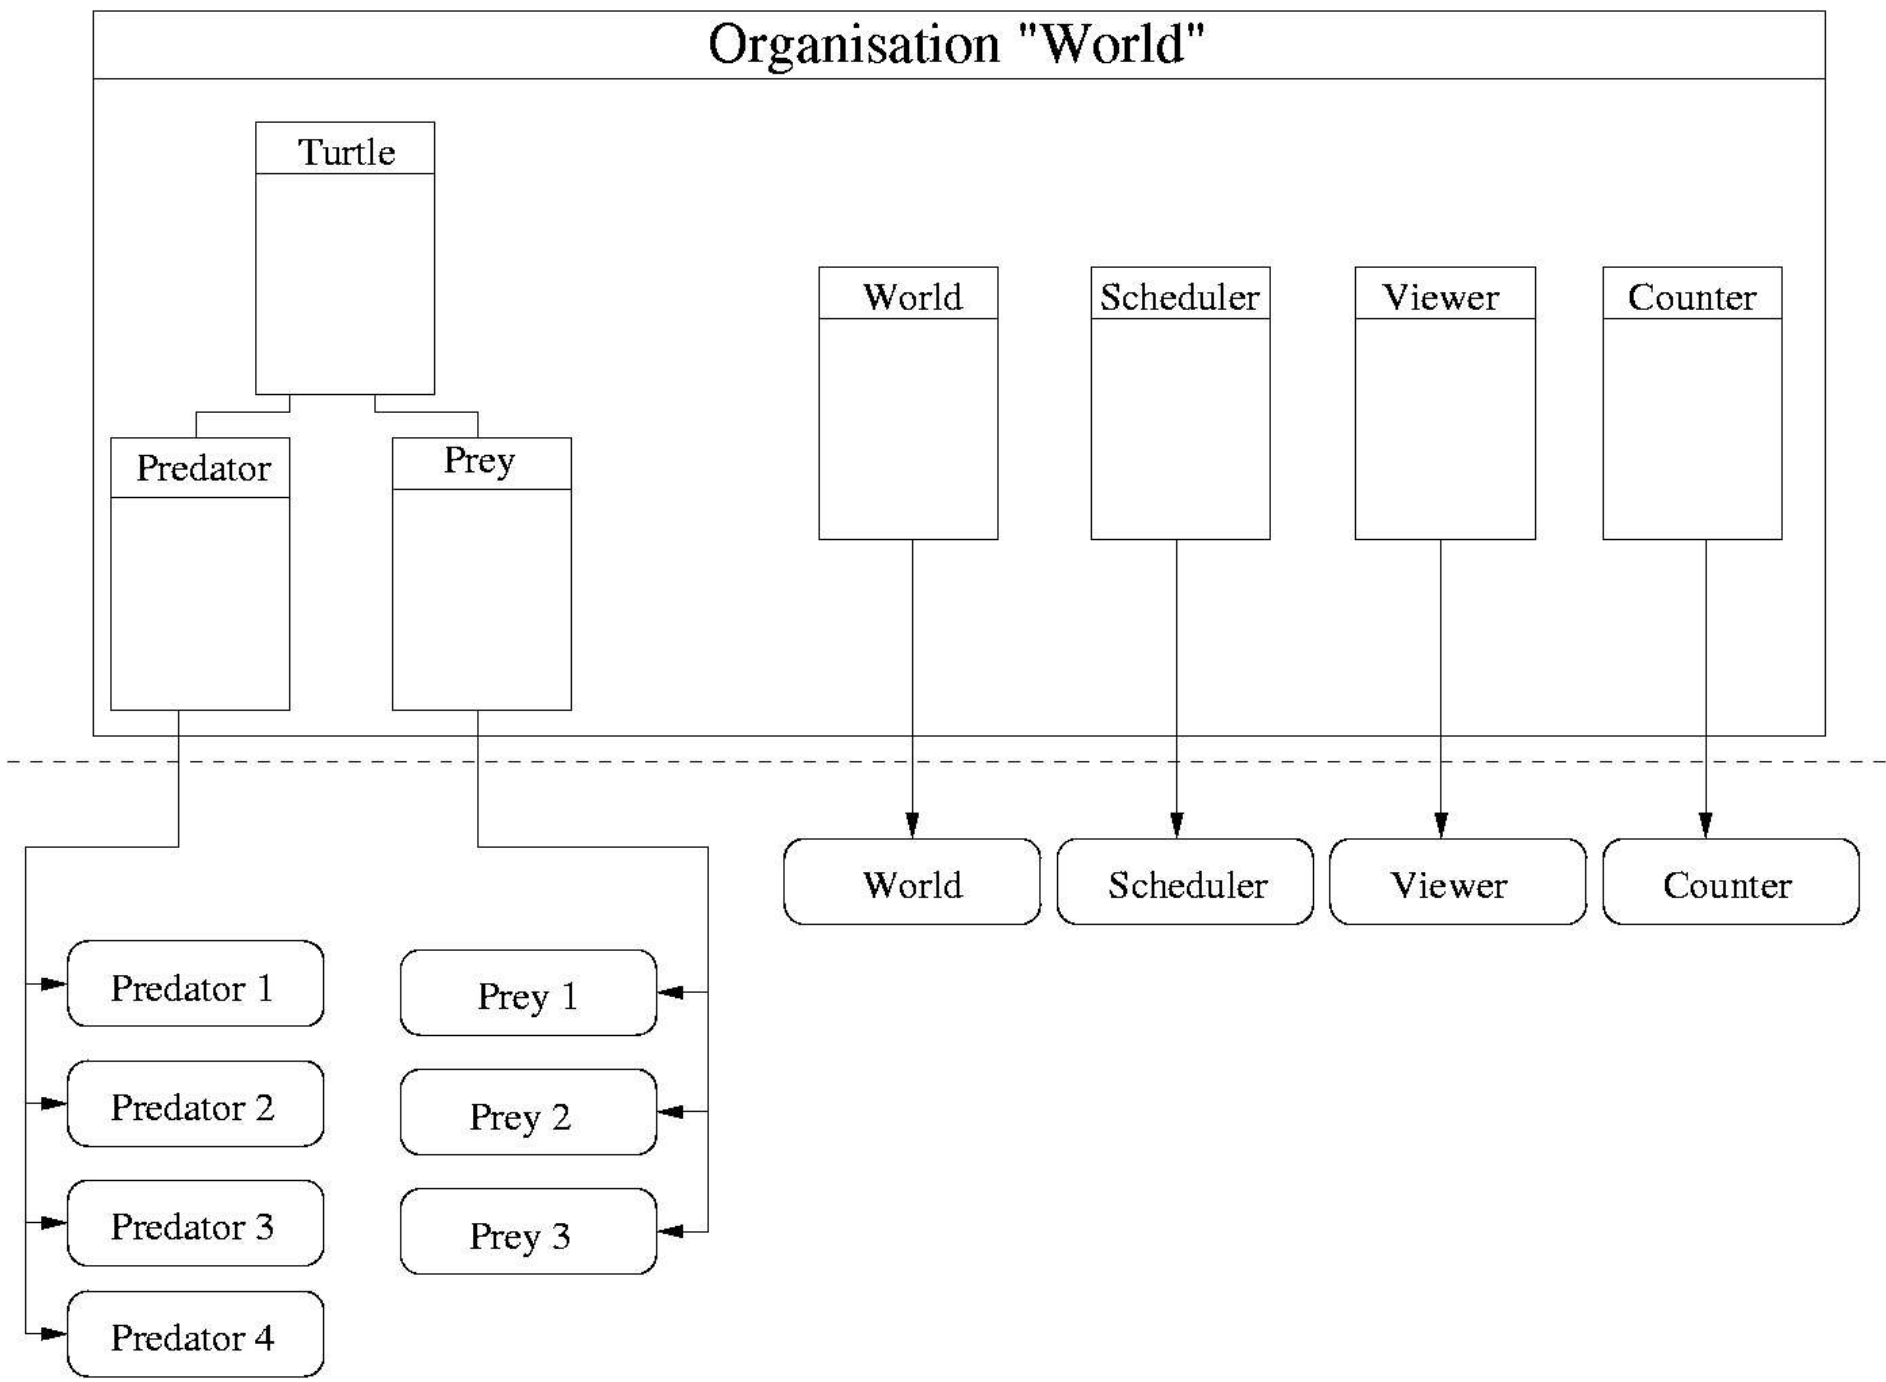 Organisation "World"
Turtle
World
Scheduler
Viewer
Counter
Predator
Prey
World
Scheduler
Viewer
Counter
Predator 1
Prey 1
Predator 2
Prey 2
Predator 3
Prey 3
Predator 4